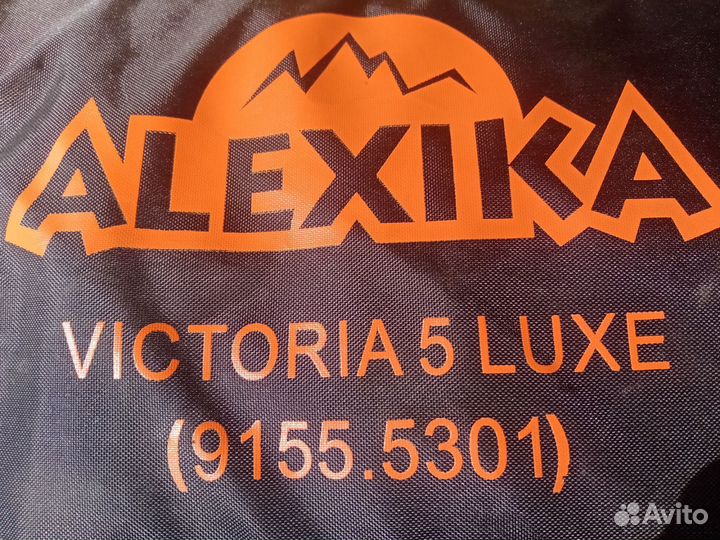 ALEXIKA
VICTORIA 5 LUXE
(9155.5301)
Avito